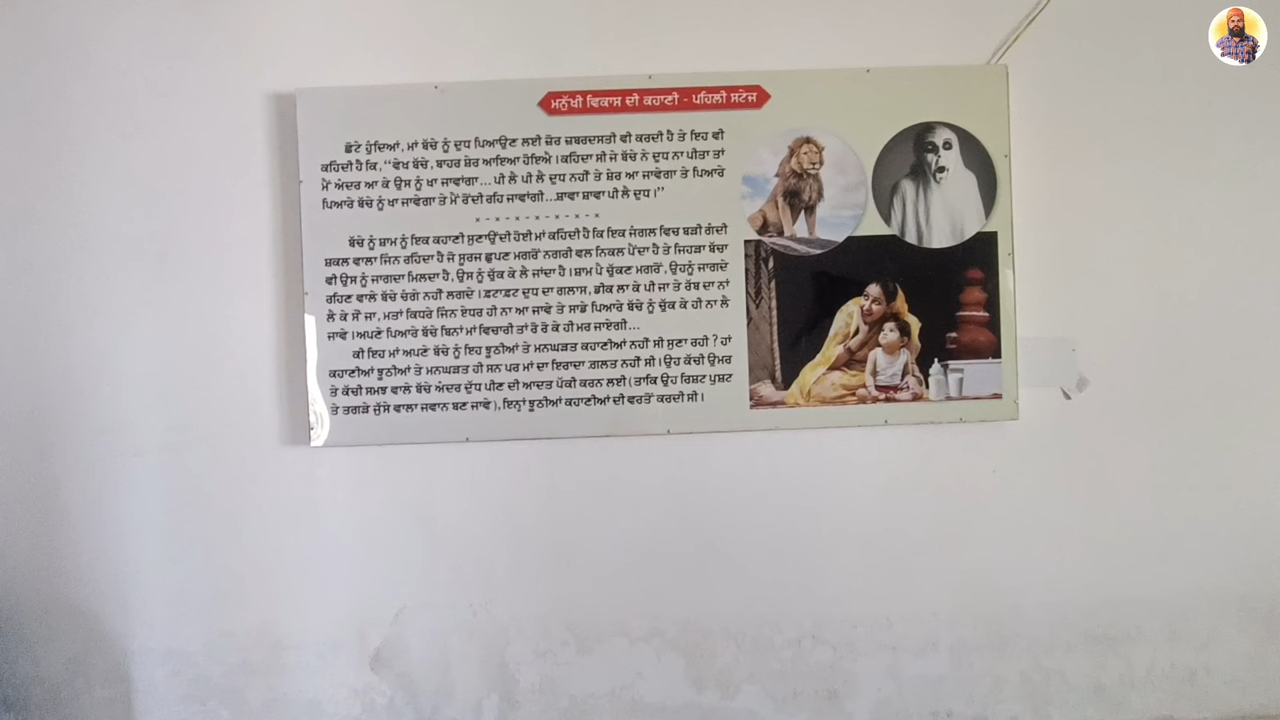 ਮਨੁੱਖੀ ਵਿਕਾਸ ਦੀ ਕਹਾਣੀ - ਪਹਿਲੀ ਸਟੇਜ
ਛੋਟੇ ਹੁੰਦਿਆਂ, ਮਾਂ ਬੱਚੇ ਨੂੰ ਦੁਧ ਪਿਆਉਣ ਲਈ ਜ਼ੋਰ ਜ਼ਬਰਦਸਤੀ ਵੀ ਕਰਦੀ ਹੈ ਤੇ ਇਹ ਵੀ
ਕਹਿਦੀ ਹੈ ਕਿ, ‘‘ਵੇਖ ਬੱਚੇ, ਬਾਹਰ ਸ਼ੇਰ ਆਇਆ ਹੋਇਐ। ਕਹਿਦਾ ਸੀ ਜੇ ਬੱਚੇ ਨੇ ਦੁਧ ਨਾ ਪੀਤਾ ਤਾਂ
ਮੈਂ ਅੰਦਰ ਆ ਕੇ ਉਸ ਨੂੰ ਖਾ ਜਾਵਾਂਗਾ... ਪੀ ਲੈ ਪੀ ਲੈ ਦੁਧ ਨਹੀਂ ਤੇ ਸ਼ੇਰ ਆ ਜਾਵੇਗਾ ਤੇ ਪਿਆਰੇ
ਪਿਆਰੇ ਬੱਚੇ ਨੂੰ ਖਾ ਜਾਵੇਗਾ ਤੇ ਮੈਂ ਰੋਂਦੀ ਰਹਿ ਜਾਵਾਂਗੀ...ਸ਼ਾਵਾ ਸ਼ਾਵਾ ਪੀ ਲੈ ਦੁਧ।’’
x - x - x - x - x - x - x
ਬੱਚੇ ਨੂੰ ਸ਼ਾਮ ਨੂੰ ਇਕ ਕਹਾਣੀ ਸੁਣਾਉਂਦੀ ਹੋਈ ਮਾਂ ਕਹਿਦੀ ਹੈ ਕਿ ਇਕ ਜੰਗਲ ਵਿਚ ਬੜੀ ਗੰਦੀ
ਸ਼ਕਲ ਵਾਲਾ ਜਿੰਨ ਰਹਿਦਾ ਹੈ ਜੋ ਸੂਰਜ ਛੁਪਣ ਮਗਰੋਂ ਨਗਰੀ ਵਲ ਨਿਕਲ ਪੈਂਦਾ ਹੈ ਤੇ ਜਿਹੜਾ ਬੱਚਾ
ਵੀ ਉਸ ਨੂੰ ਜਾਗਦਾ ਮਿਲਦਾ ਹੈ, ਉਸ ਨੂੰ ਚੁੱਕ ਕੇ ਲੈ ਜਾਂਦਾ ਹੈ। ਸ਼ਾਮ ਪੈ ਚੁੱਕਣ ਮਗਰੋਂ, ਉਹਨੂੰ ਜਾਗਦੇ
ਰਹਿਣ ਵਾਲੇ ਬੱਚੇ ਚੰਗੇ ਨਹੀਂ ਲਗਦੇ। ਫ਼ਟਾਫ਼ਟ ਦੁਧ ਦਾ ਗਲਾਸ, ਡੀਕ ਲਾ ਕੇ ਪੀ ਜਾ ਤੇ ਰੱਬ ਦਾ ਨਾਂ
ਲੈ ਕੇ ਸੌਂ ਜਾ, ਮਤਾਂ ਕਿਧਰੇ ਜਿੰਨ ਏਧਰ ਹੀ ਨਾ ਆ ਜਾਵੇ ਤੇ ਸਾਡੇ ਪਿਆਰੇ ਬੱਚੇ ਨੂੰ ਚੁੱਕ ਕੇ ਹੀ ਨਾ ਲੈ
ਜਾਵੇ। ਅਪਣੇ ਪਿਆਰੇ ਬੱਚੇ ਬਿਨਾਂ ਮਾਂ ਵਿਚਾਰੀ ਤਾਂ ਰੋ ਰੋ ਕੇ ਹੀ ਮਰ ਜਾਏਗੀ...
ਕੀ ਇਹ ਮਾਂ ਅਪਣੇ ਬੱਚੇ ਨੂੰ ਇਹ ਝੂਠੀਆਂ ਤੇ ਮਨਘੜਤ ਕਹਾਣੀਆਂ ਨਹੀਂ ਸੀ ਸੁਣਾ ਰਹੀ ? ਹਾਂ
ਕਹਾਣੀਆਂ ਝੂਠੀਆਂ ਤੇ ਮਨਘੜਤ ਹੀ ਸਨ ਪਰ ਮਾਂ ਦਾ ਇਰਾਦਾ ਗ਼ਲਤ ਨਹੀਂ ਸੀ। ਉਹ ਕੱਚੀ ਉਮਰ
ਤੇ ਕੱਚੀ ਸਮਝ ਵਾਲੇ ਬੱਚੇ ਅੰਦਰ ਦੁੱਧ ਪੀਣ ਦੀ ਆਦਤ ਪੱਕੀ ਕਰਨ ਲਈ (ਤਾਕਿ ਉਹ ਰਿਸ਼ਟ ਪੁਸ਼ਟ
ਤੇ ਤਗੜੇ ਜੁੱਸੇ ਵਾਲਾ ਜਵਾਨ ਬਣ ਜਾਵੇ), ਇਨ੍ਹਾਂ ਝੂਠੀਆਂ ਕਹਾਣੀਆਂ ਦੀ ਵਰਤੋਂ ਕਰਦੀ ਸੀ।